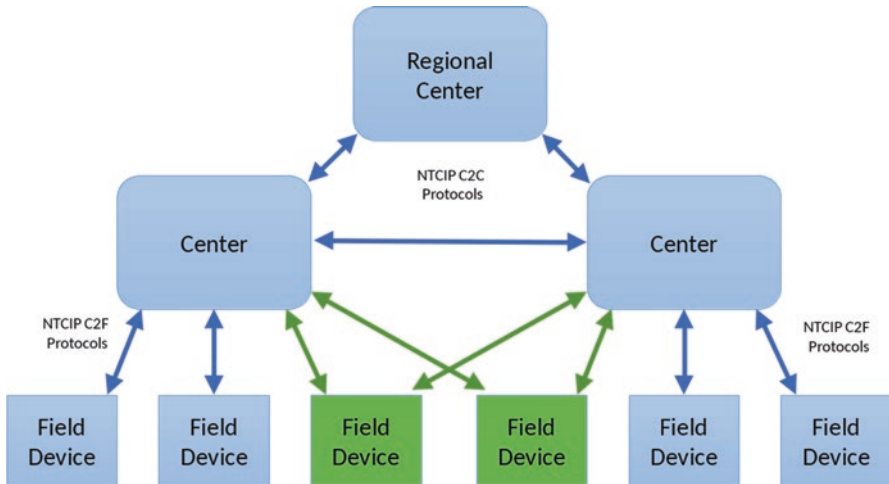 Regional
Center
NTCIP C2C
Protocols
Center
Center
NTCIP C2F
Protocols
NTCIP C2F
Protocols
Field
Device
Field
Device
Field
Device
Field
Device
Field
Device
Field
Device